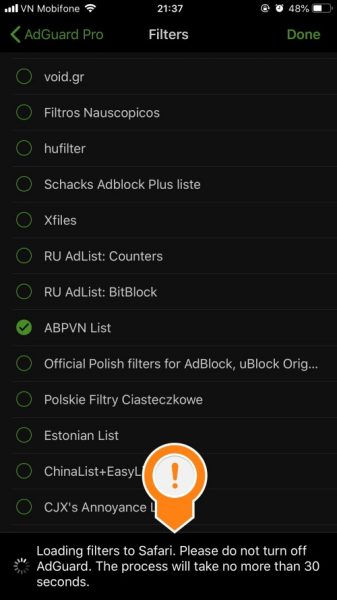 VN Mobifone 21:37 48%
AdGuard Pro Filters Done
void.gr
Filtros Nauscopicos
hufilter
Schacks Adblock Plus liste
Xfiles
RU AdList: Counters
RU AdList: BitBlock
ABPVN List
Official Polish filters for AdBlock, uBlock Orig...
Polskie Filtry Ciasteczkowe
Estonian List
ChinaList+EasyLi
CJX's Annoyance L
Loading filters to Safari. Please do not turn off
AdGuard. The process will take no more than 30
seconds.